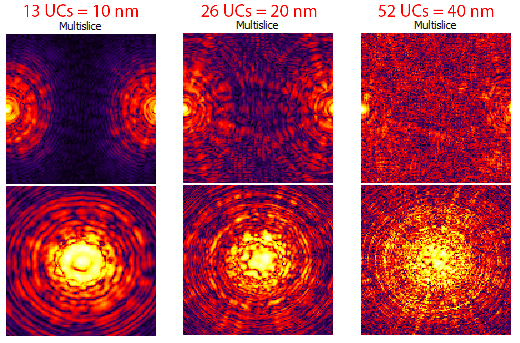 13 UCs = 10 nm
Multislice
26 UCs = 20 nm
Multislice
52 UCs = 40 nm
Multislice